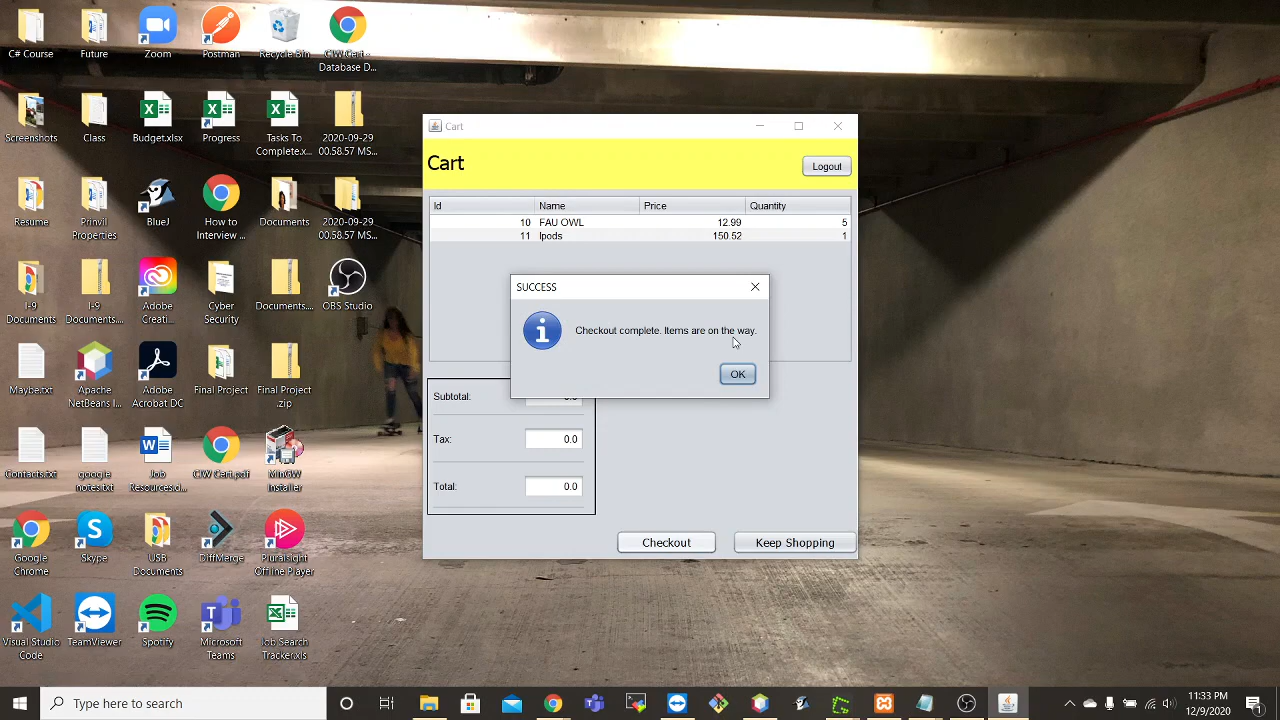 C# Course
Future
Zoom
Postman
Recycle Bin
CIW Cert -
Database D...
Screenshots
Class
Budget.xlsx
Progress
Tasks To
Complete.x...
2020-09-29
00.58.57 MS...
Resume
Prinvil
Properties
BlueJ
How to
Interview ...
Documents
2020-09-29
00.58.57 MS...
I-9
Documents
I-9
Documents....
Adobe
Creati...
Cyber
Security
Documents....
OBS Studio
Maybe.txt
Apache
NetBeans I...
Adobe
Acrobat DC
Final Project
Final Project
.zip
Contacts.txt
google
notes.txt
Job
Resources.d...
CIW Cert.pdf
MinGW
Installer
Google
Chrome
Skype
USB
Documents
DiffMerge
Pluralsight
Offline Player
Visual Studio
Code
TeamViewer
Spotify
Microsoft
Teams
Job Search
Tracker.xls
Cart
Cart
Logout
Id Name Price Quantity
10 FAU OWL 12.99 5
11 Ipods 150.52 1
SUCCESS
Checkout complete. Items are on the way.
OK
Subtotal:
Tax: 0.0
Total: 0.0
Checkout
Keep Shopping
Type here to search
11:33 PM
12/9/2020